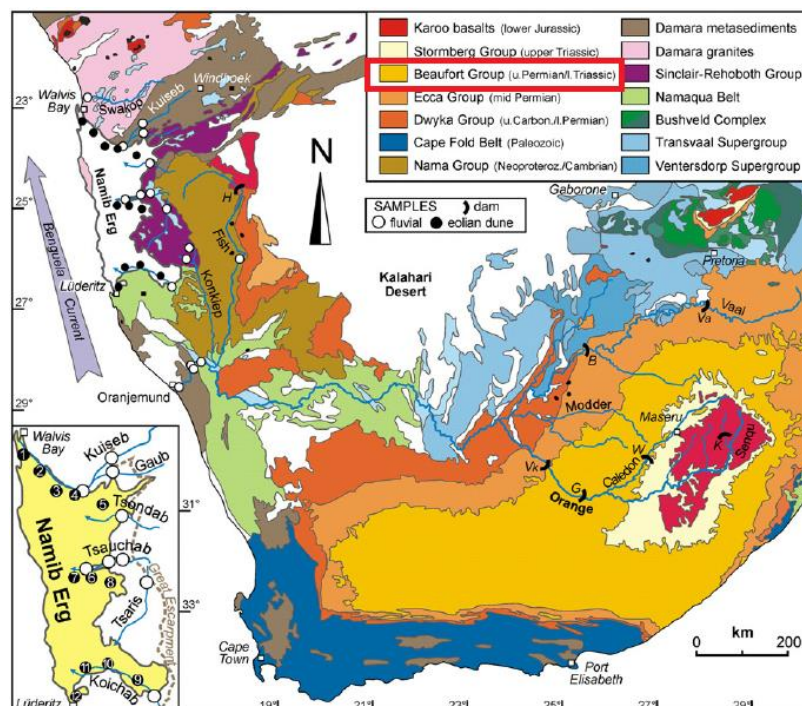 Karoo basalts (lower Jurassic)
Stormberg Group (upper Triassic)
Beaufort Group (u.Permian/l.Triassic)
Ecca Group (mid Permian)
Dwyka Group (u.Carbon./l.Permian)
Cape Fold Belt (Paleozoic)
Nama Group (Neoproteroz./Cambrian)
Damara metasediments
Damara granites
Sinclair-Rehoboth Group
Namaqua Belt
Bushveld Complex
Transvaal Supergroup
Ventersdorp Supergroup
SAMPLES
dam
fluvial
eolian dune
N
Windhoek
Walvis
Bay
Swakop
Kuiseb
23°
Namib Erg
25°
H
Fish
Konkiep
Benguela
Current
Lüderitz
27°
Kalahari
Desert
Gaborone
Pretoria
Vaal
Va
B
Oranjemund
29°
Modder
Maseru
Senqu
K
Caledon
W
Vk
G
Orange
31°
33°
Cape
Town
Port
Elisabeth
km
0
200
19°
21°
23°
25°
27°
29°
Walvis
Bay
Kuiseb
Gaub
1
2
3
4
5
Tsondab
Namib Erg
Tsauchab
7
6
8
Tsaris
Great Escarpment
11
10
9
Koichab
12
Lüderitz